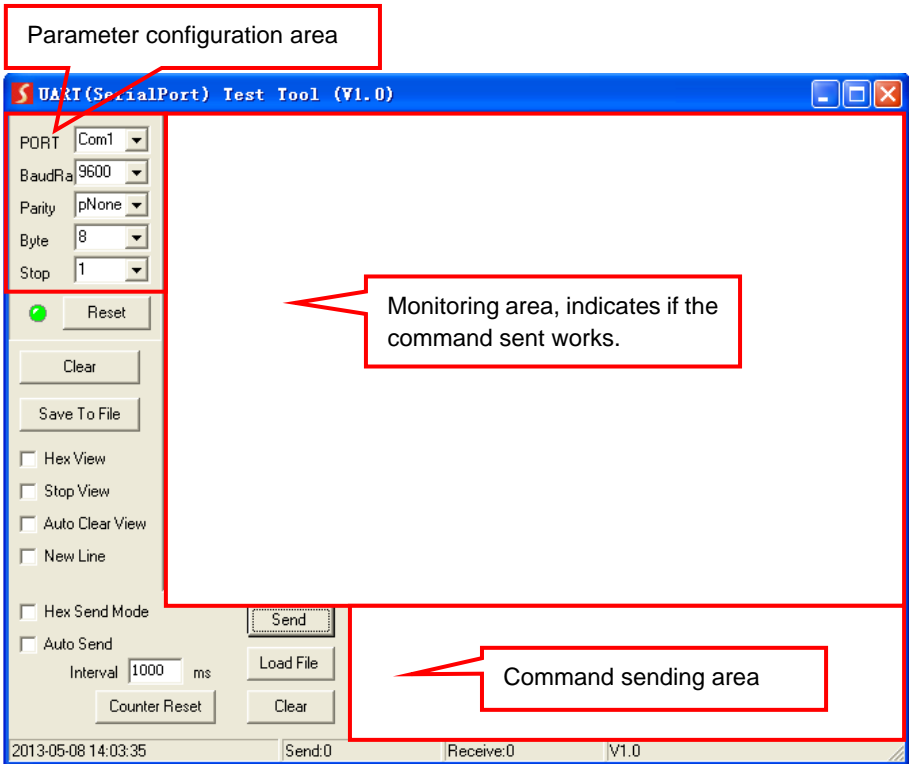 Parameter configuration area
UART(SerialPort) Test Tool (V1.0)
PORT Com1
BaudRa 9600
Parity pNone
Byte 8
Stop 1
Reset
Monitoring area, indicates if the
command sent works.
Clear
Save To File
Hex View
Stop View
Auto Clear View
New Line
Hex Send Mode
Send
Auto Send
Interval 1000 ms
Load File
Command sending area
Counter Reset
Clear
2013-05-08 14:03:35 Send:0 Receive:0 V1.0